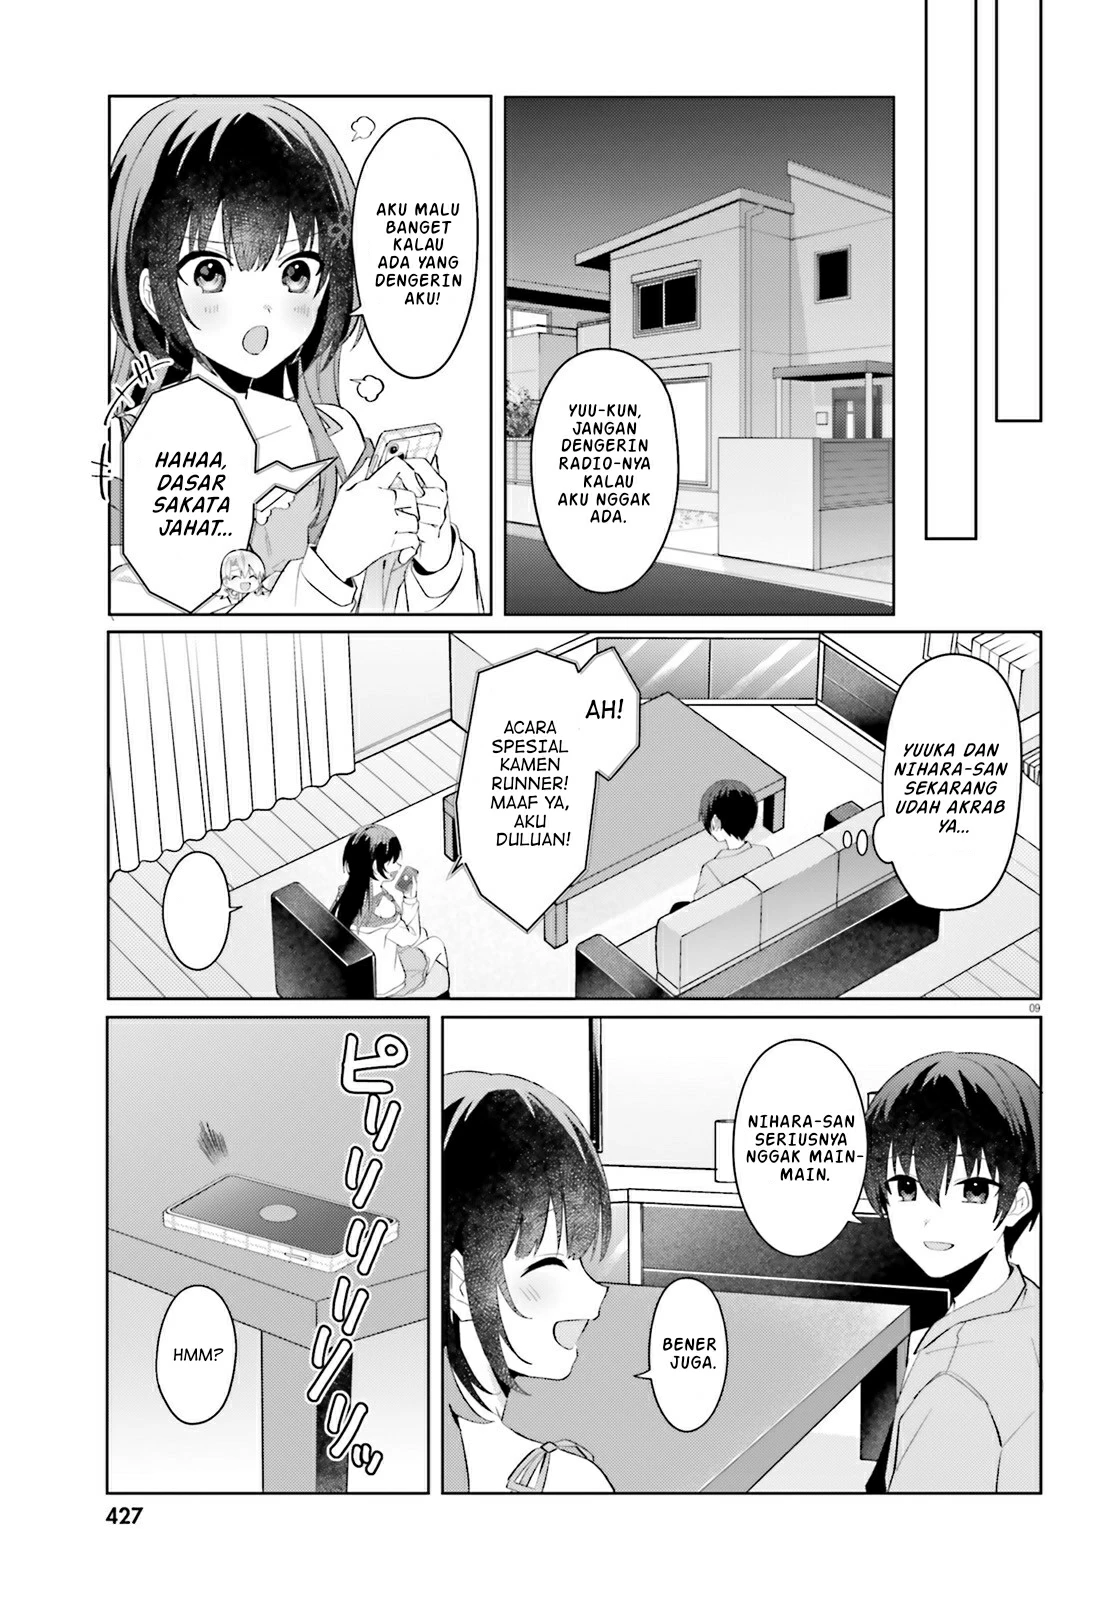 YUU-KUN,
JANGAN
DENGERIN
RADIO-NYA
KALAU
AKU NGGAK
ADA.
AKU MALU
BANGET
KALAU
ADA YANG
DENGERIN
AKU!
HAHAA,
DASAR
SAKATA
JAHAT...
YUUKA DAN
NIHARA-SAN
SEKARANG
UDAH AKRAB
YA...
AH!
ACARA
SPESIAL
KAMEN
RUNNER!
MAAF YA,
AKU
DULUAN!
09
NIHARA-SAN
SERIUSNYA
NGGAK MAIN-
MAIN.
BENER
JUGA.
ピリリリリリリリッ
HMM?
427